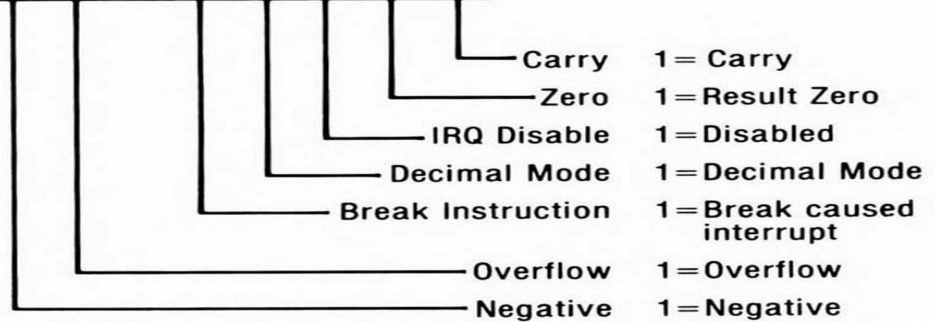 Carry 1= Carry
Zero 1=Result Zero
IRQ Disable 1=Disabled
Decimal Mode 1=Decimal Mode
Break Instruction 1=Break caused
interrupt
Overflow 1=Overflow
Negative 1=Negative